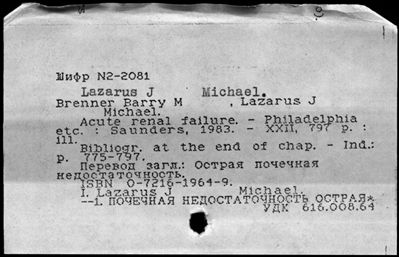 Шифр N2-2081
Lazarus J Michael.
Brenner Barry M , Lazarus J
Michael.
Acute renal failure. - Philadelphia
etc. : Saunders, 1983. - XXII, 797 p. :
ill.
Bibliogr. at the end of chap. - Ind.:
p. 775-797.
Перевод загл.: Острая почечная
недостаточность.
ISBN 0-7216-1964-9.
I. Lazarus J Michael.
--1. ПОЧЕЧНАЯ НЕДОСТАТОЧНОСТЬ ОСТРАЯ*
УДК 616.008.64